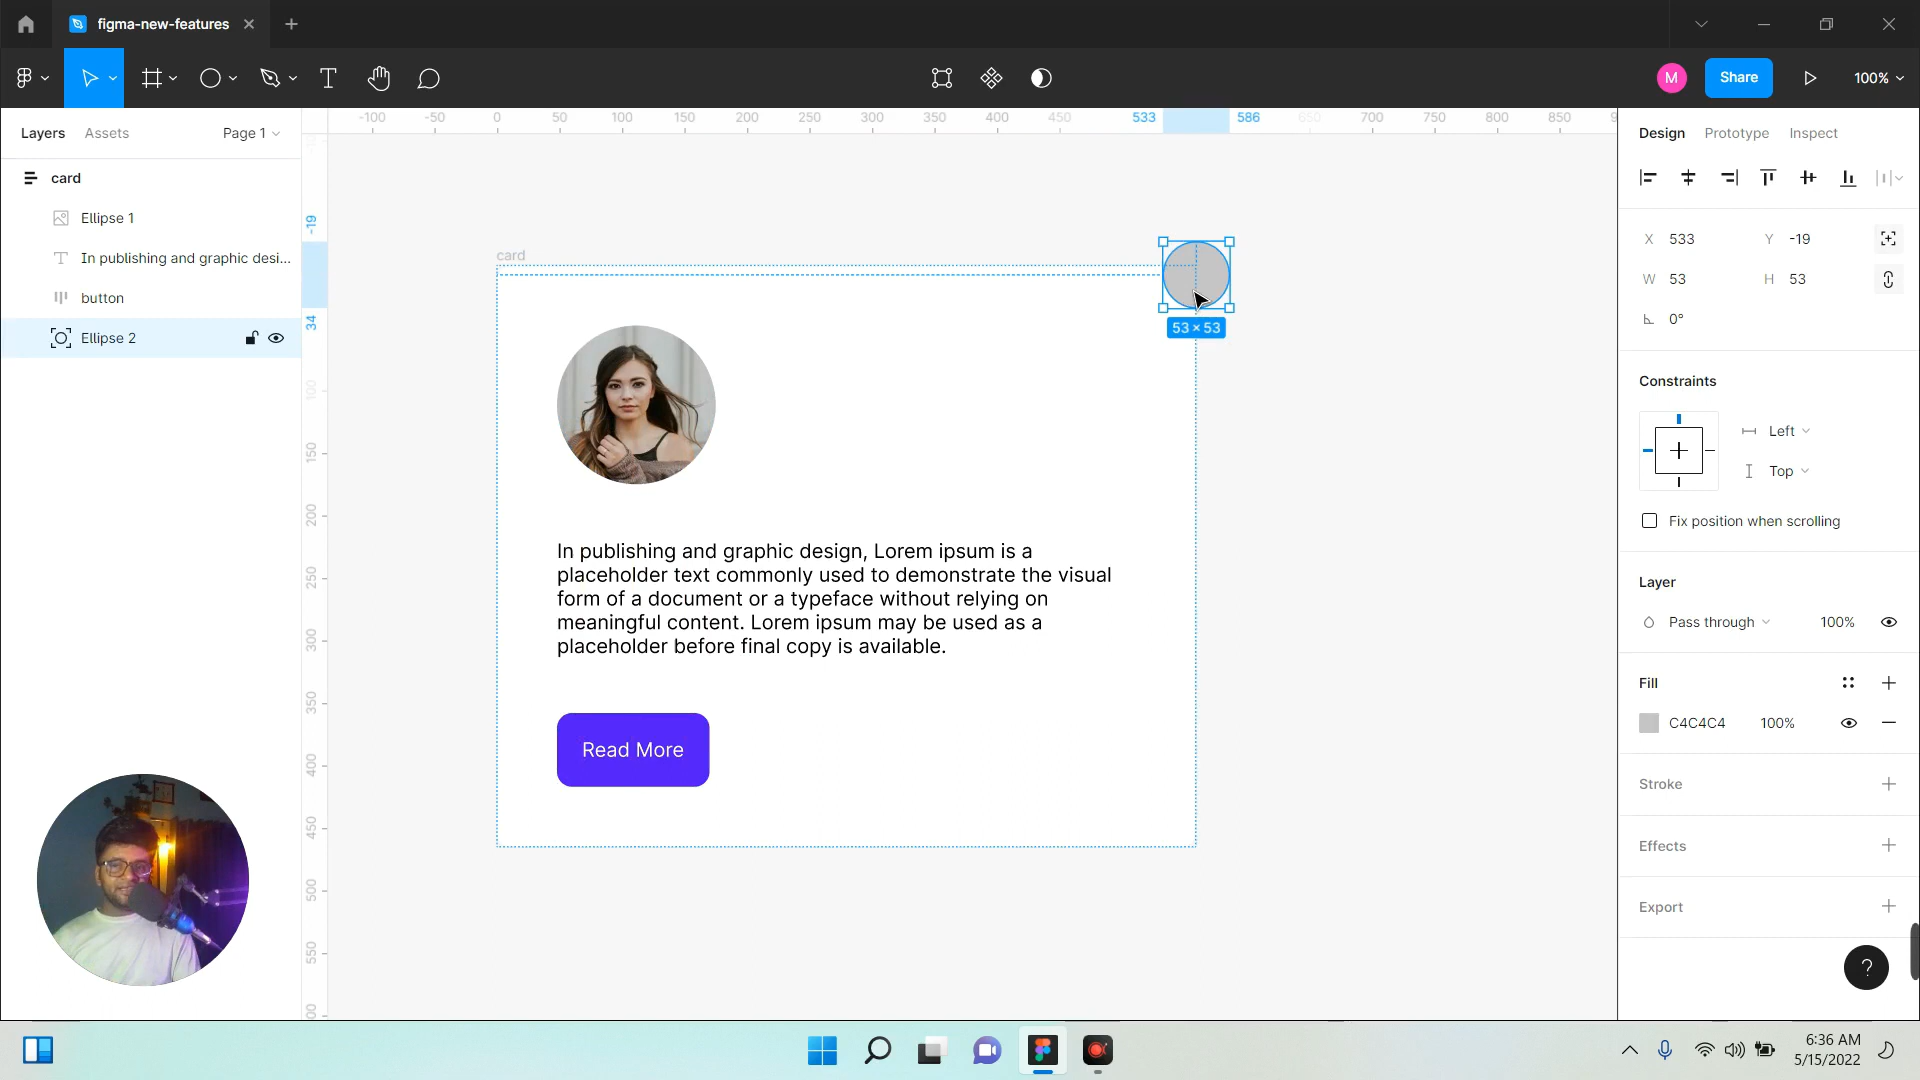 figma-new-features
M
Share
100%
Layers
Assets
Page 1
-100
-50
0
50
100
150
200
250
300
350
400
450
533
586
650
700
750
800
850
Design
Prototype
Inspect
card
Ellipse 1
In publishing and graphic desi...
button
Ellipse 2
-19
34
100
150
200
250
300
350
400
450
500
550
card
53 × 53
In publishing and graphic design, Lorem ipsum is a
placeholder text commonly used to demonstrate the visual
form of a document or a typeface without relying on
meaningful content. Lorem ipsum may be used as a
placeholder before final copy is available.
Read More
X 533
Y -19
W 53
H 53
0°
Constraints
Left
Top
Fix position when scrolling
Layer
Pass through
100%
Fill
C4C4C4
100%
Stroke
Effects
Export
?
6:36 AM
5/15/2022